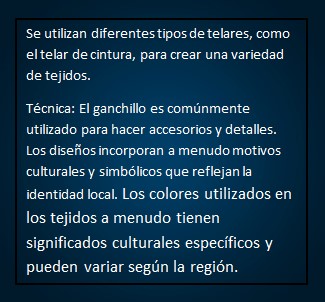 Se utilizan diferentes tipos de telares, como
el telar de cintura, para crear una variedad
de tejidos.
Técnica: El ganchillo es comúnmente
utilizado para hacer accesorios y detalles.
Los diseños incorporan a menudo motivos
culturales y simbólicos que reflejan la
identidad local. Los colores utilizados en
los tejidos a menudo tienen
significados culturales específicos y
pueden variar según la región.